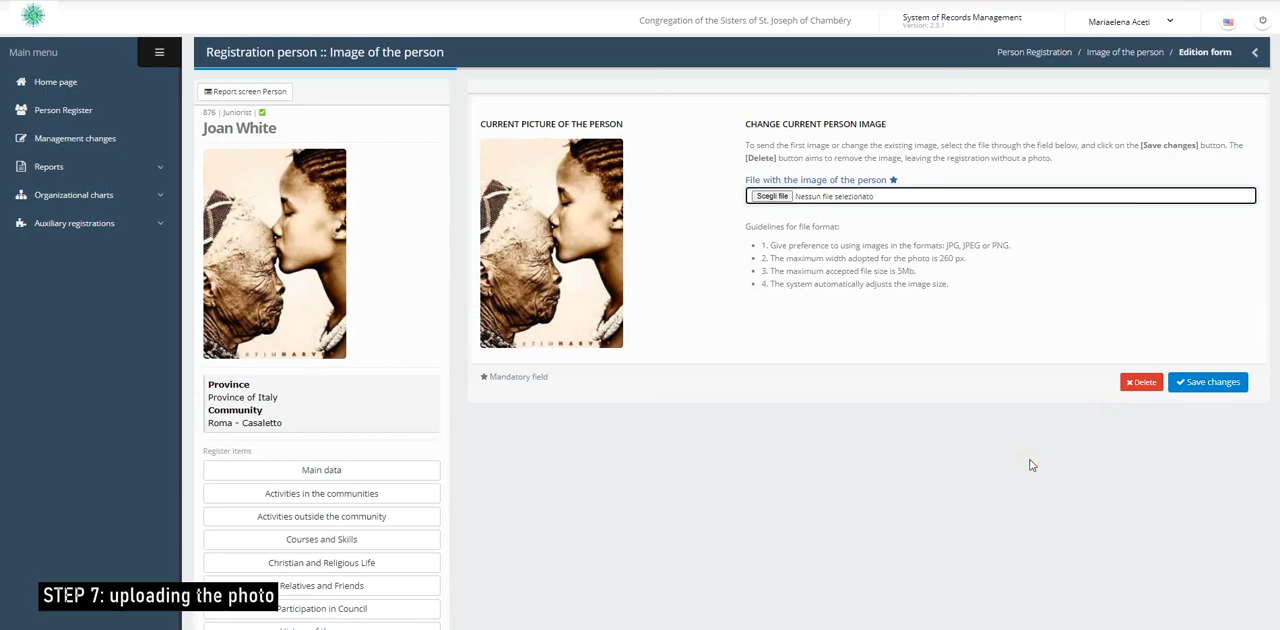 Congregation of the Sisters of St. Joseph of Chambéry
System of Records Management
Version: 2.3.1
Mariaelena Aceti
Main menu
Home page
Person Register
Management changes
Reports
Organizational charts
Auxiliary registrations
Registration person :: Image of the person
Person Registration / Image of the person / Edition form
Report screen Person
876 | Juniorist |
Joan White
Province
Province of Italy
Community
Roma - Casaletto
Register Items
Main data
Activities in the communities
Activities outside the community
Courses and Skills
Christian and Religious Life
Relatives and Friends
Participation in Council
CURRENT PICTURE OF THE PERSON
CHANGE CURRENT PERSON IMAGE
To send the first image or change the existing image, select the file through the field below, and click on the [Save changes] button. The
[Delete] button aims to remove the image, leaving the registration without a photo.
File with the image of the person
Scegli file Nessun file selezionato
Guidelines for file format:
1. Give preference to using images in the formats: JPG, JPEG or PNG.
2. The maximum width adopted for the photo is 260 px.
3. The maximum accepted file size is 5Mb.
4. The system automatically adjusts the image size.
Mandatory field
Delete
Save changes
STEP 7: uploading the photo